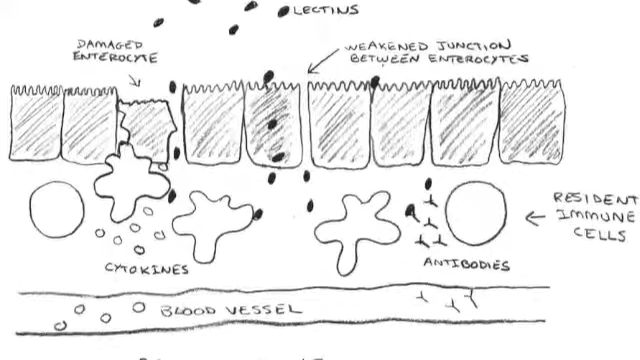 LECTINS
DAMAGED
ENTEROCYTE
WEAKENED JUNCTION
BETWEEN ENTEROCYTES
RESIDENT
IMMUNE
CELLS
CYTOKINES
ANTIBODIES
BLOOD VESSEL